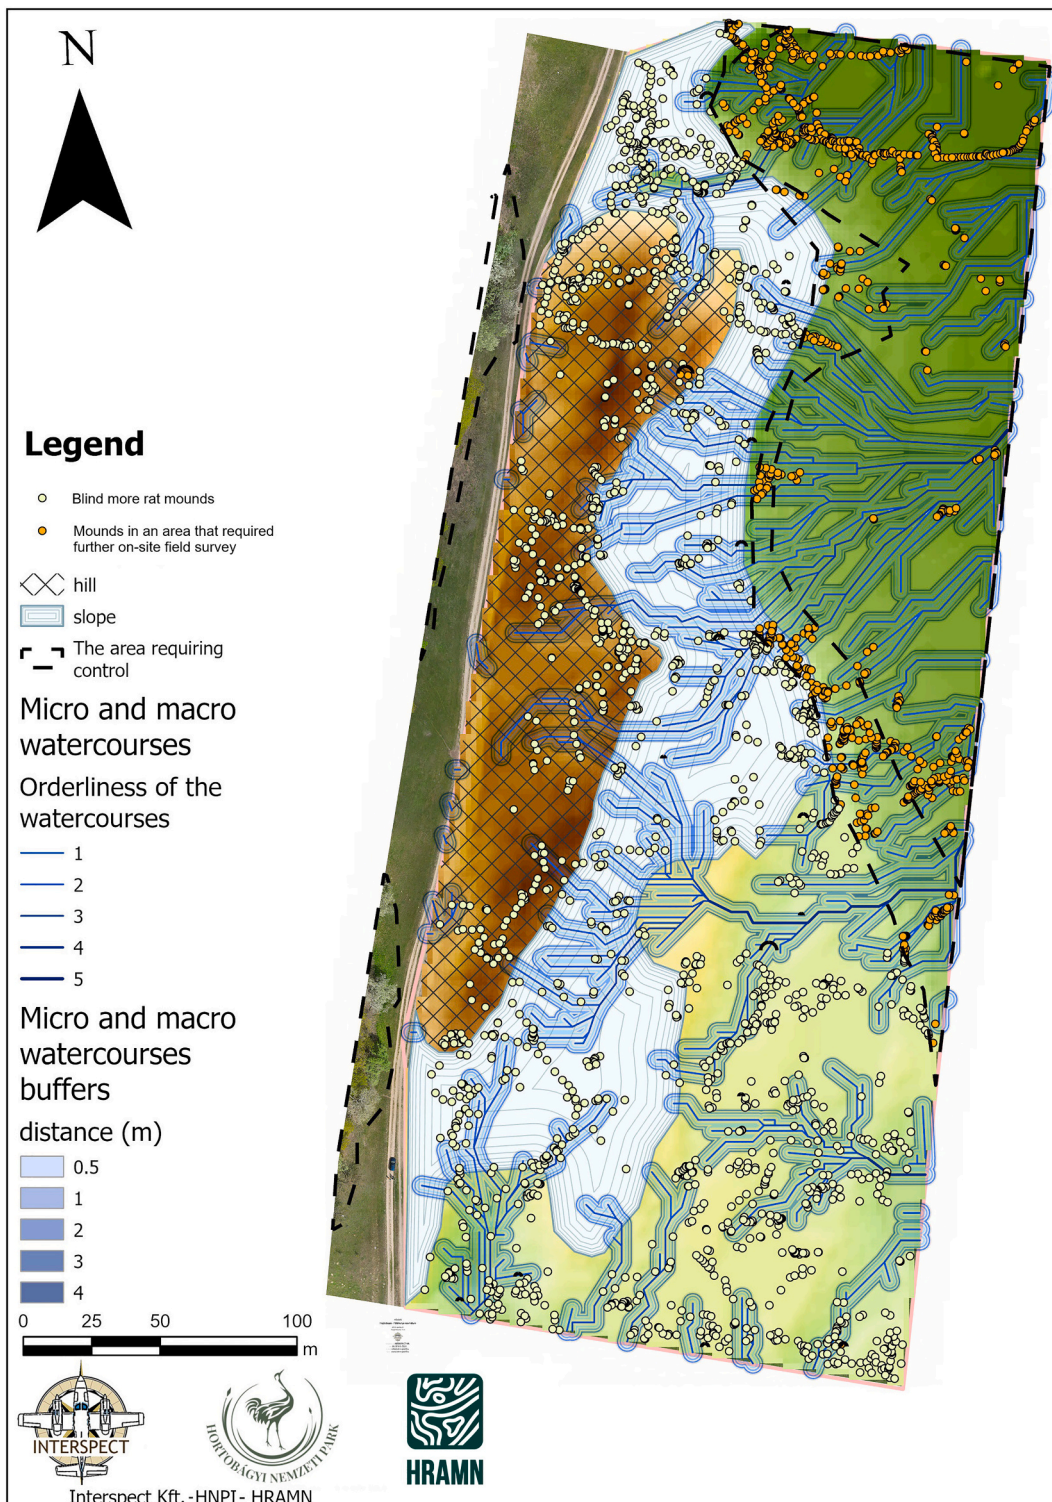 N
Legend
Blind more rat mounds
Mounds in an area that required
further on-site field survey
hill
slope
The area requiring
control
Micro and macro
watercourses
Orderliness of the
watercourses
1
2
3
4
5
Micro and macro
watercourses
buffers
distance (m)
0.5
1
2
3
4
0 25 50 100
m
INTERSPECT
HORTOBÁGYI NEMZETI PARK
HRAMN
Interspect Kft. -HNPI- HRAMN